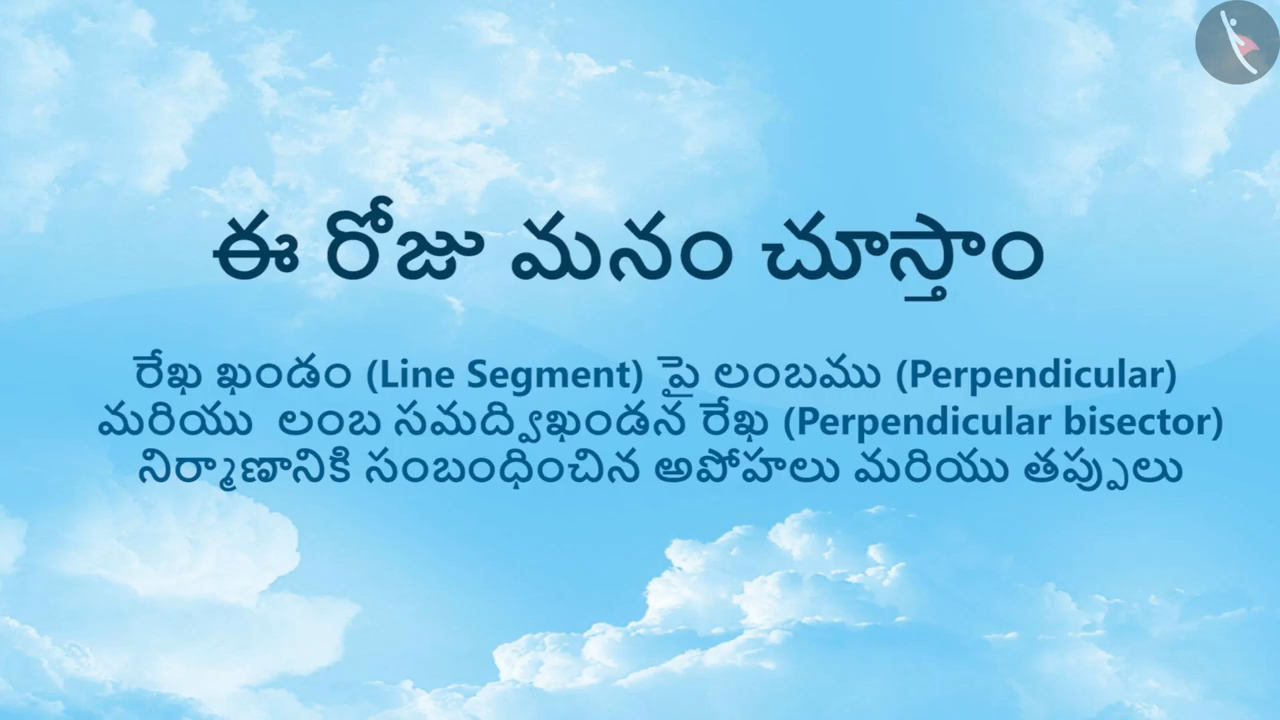 ఈ రోజు మనం చూస్తాం
రేఖ ఖండం (Line Segment) పై లంబము (Perpendicular)
మరియు లంబ సమద్విఖండన రేఖ (Perpendicular bisector)
నిర్మాణానికి సంబంధించిన అపోహలు మరియు తప్పులు